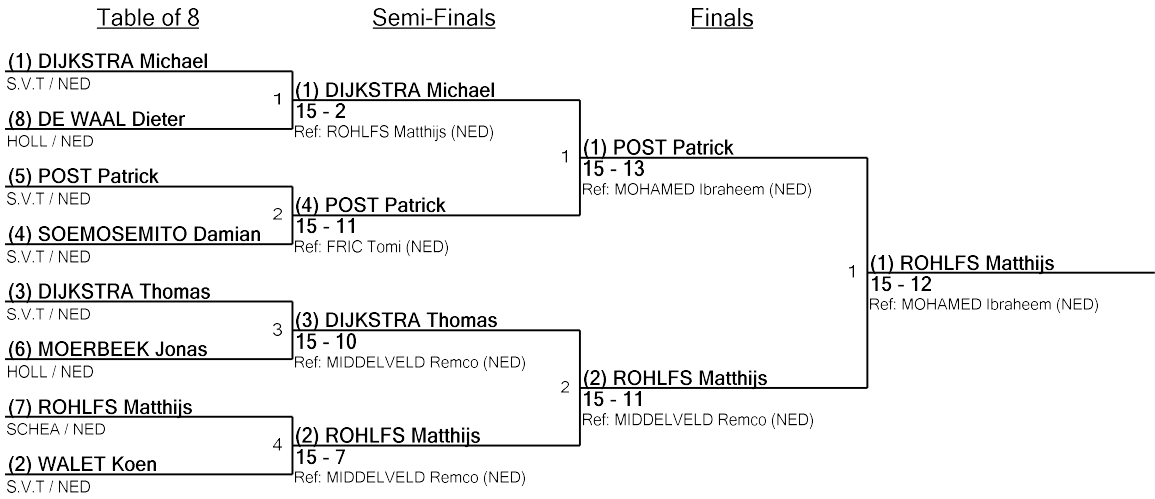 Table of 8
Semi-Finals
Finals
(1) DIJKSTRA Michael
S.V.T / NED
1
(8) DE WAAL Dieter
HOLL / NED
(5) POST Patrick
S.V.T / NED
2
(4) SOEMOSEMITO Damian
S.V.T / NED
(3) DIJKSTRA Thomas
S.V.T / NED
3
(6) MOERBEEK Jonas
HOLL / NED
(7) ROHLFS Matthijs
SCHEA / NED
4
(2) WALET Koen
S.V.T / NED
(1) DIJKSTRA Michael
15 - 2
Ref: ROHLFS Matthijs (NED)
1
(4) POST Patrick
15 - 11
Ref: FRIC Tomi (NED)
(3) DIJKSTRA Thomas
15 - 10
Ref: MIDDELVELD Remco (NED)
2
(2) ROHLFS Matthijs
15 - 7
Ref: MIDDELVELD Remco (NED)
(1) POST Patrick
15 - 13
Ref: MOHAMED Ibraheem (NED)
1
(2) ROHLFS Matthijs
15 - 11
Ref: MIDDELVELD Remco (NED)
(1) ROHLFS Matthijs
15 - 12
Ref: MOHAMED Ibraheem (NED)